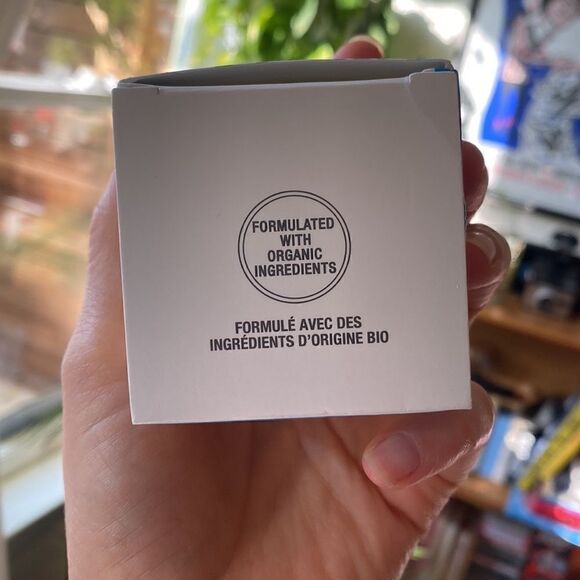 FORMULATED
WITH
ORGANIC
INGREDIENTS
FORMULÉ AVEC DES
INGRÉDIENTS D'ORIGINE BIO